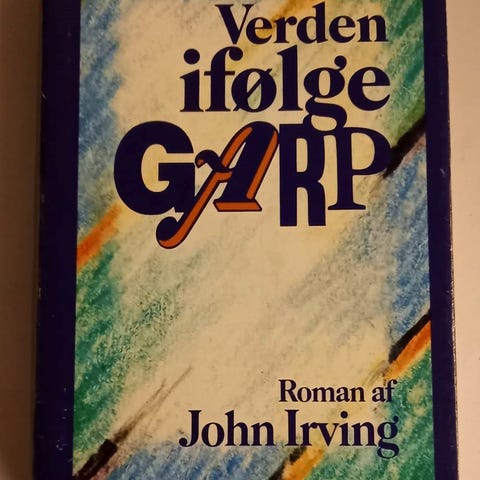 Verden
ifølge
GARP
Roman af
John Irving